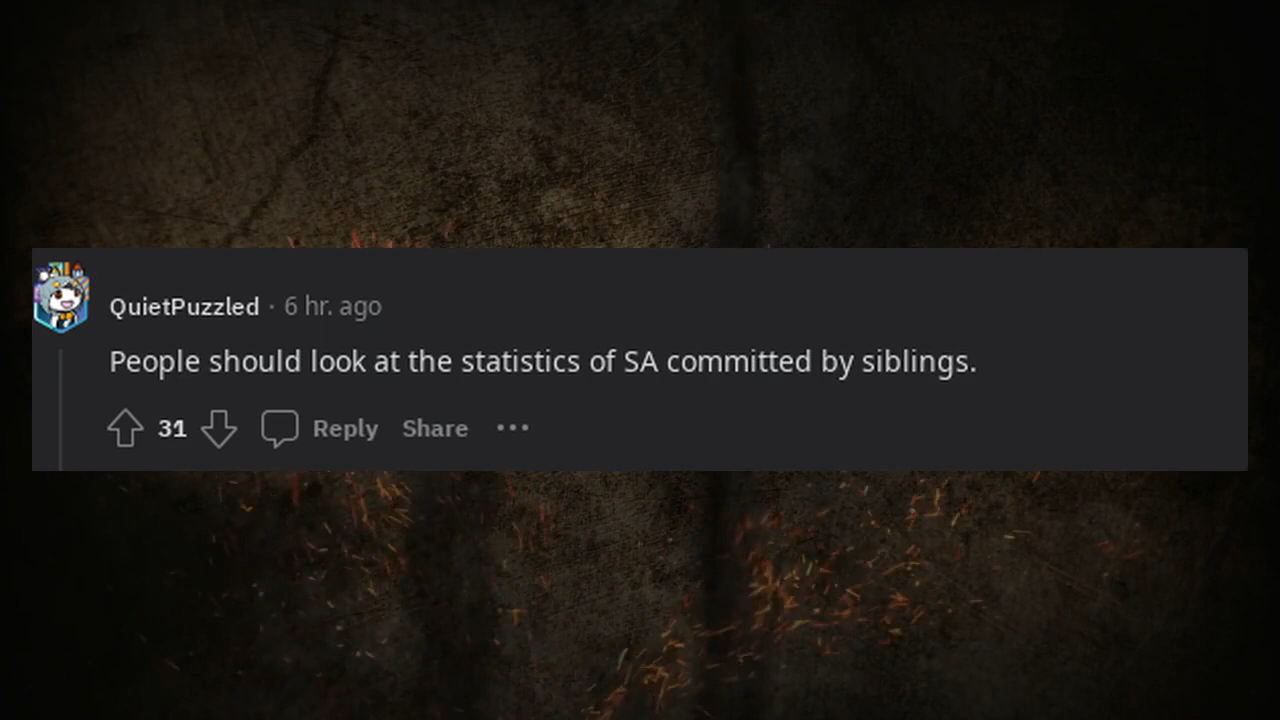 QuietPuzzled · 6 hr. ago
People should look at the statistics of SA committed by siblings.
31 Reply Share •••